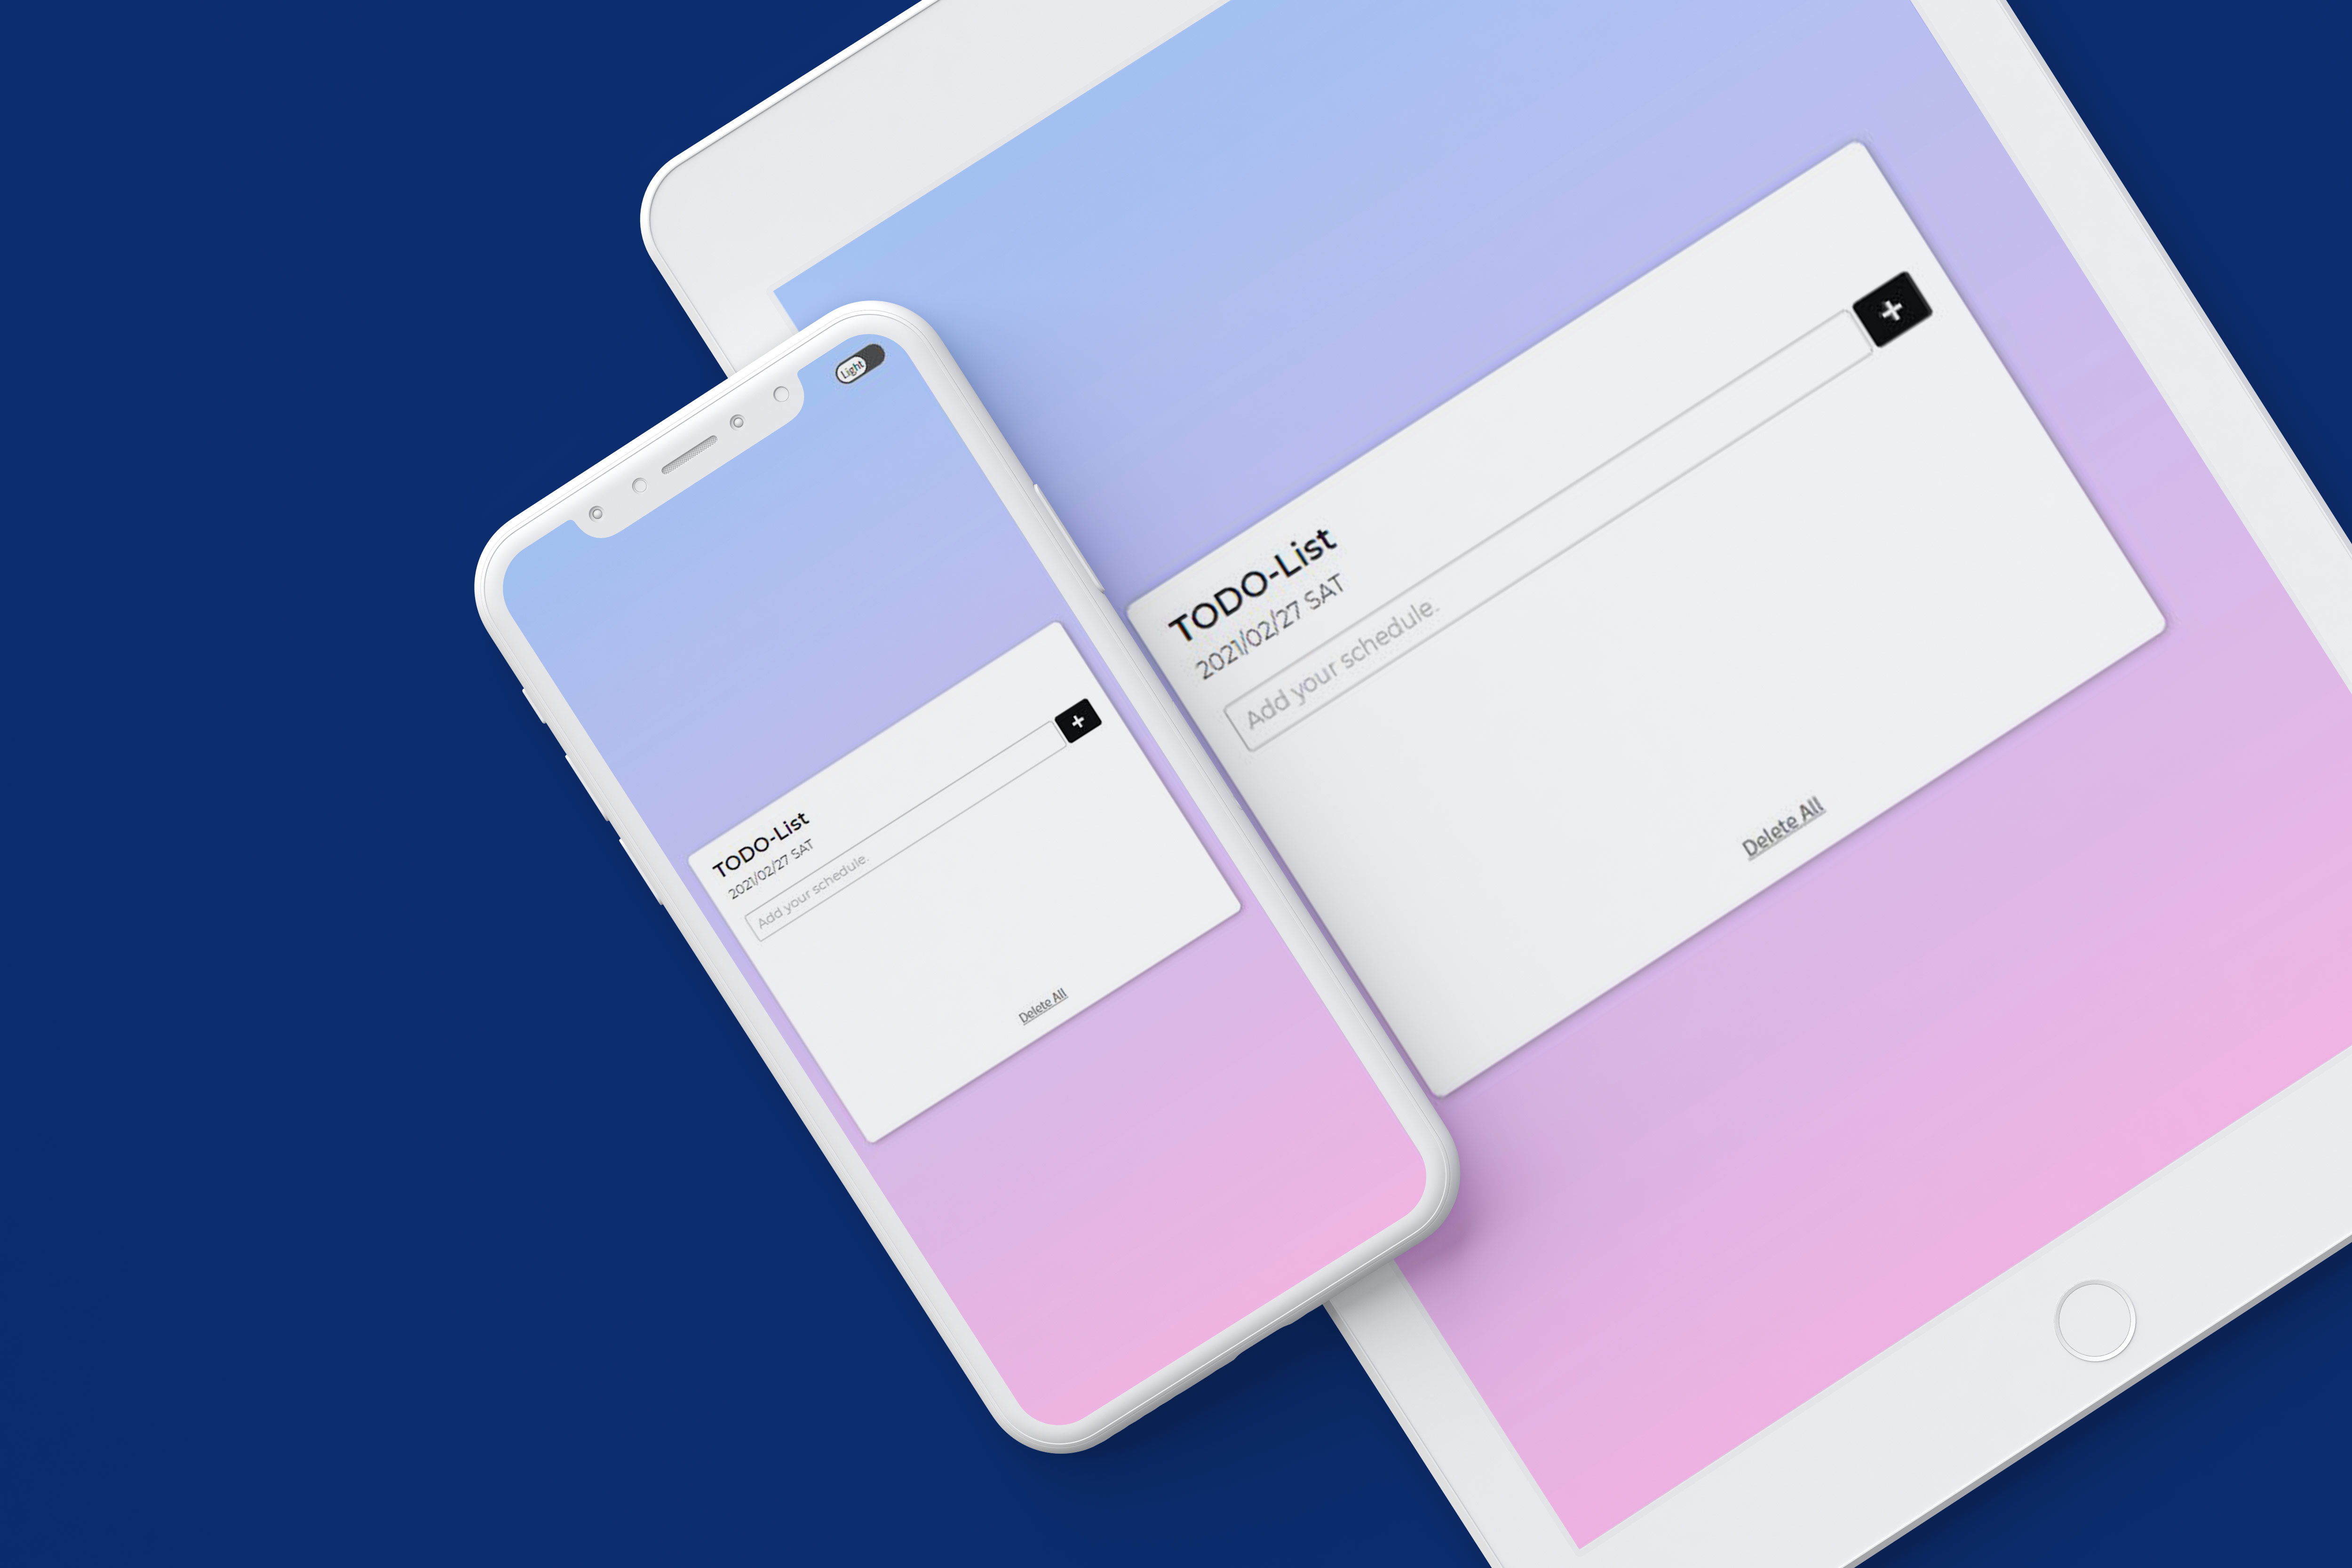 Light
TODO-List
2021/02/27 SAT
Add your schedule.
+
Delete All
TODO-List
2021/02/27 SAT
Add your schedule.
+
Delete All